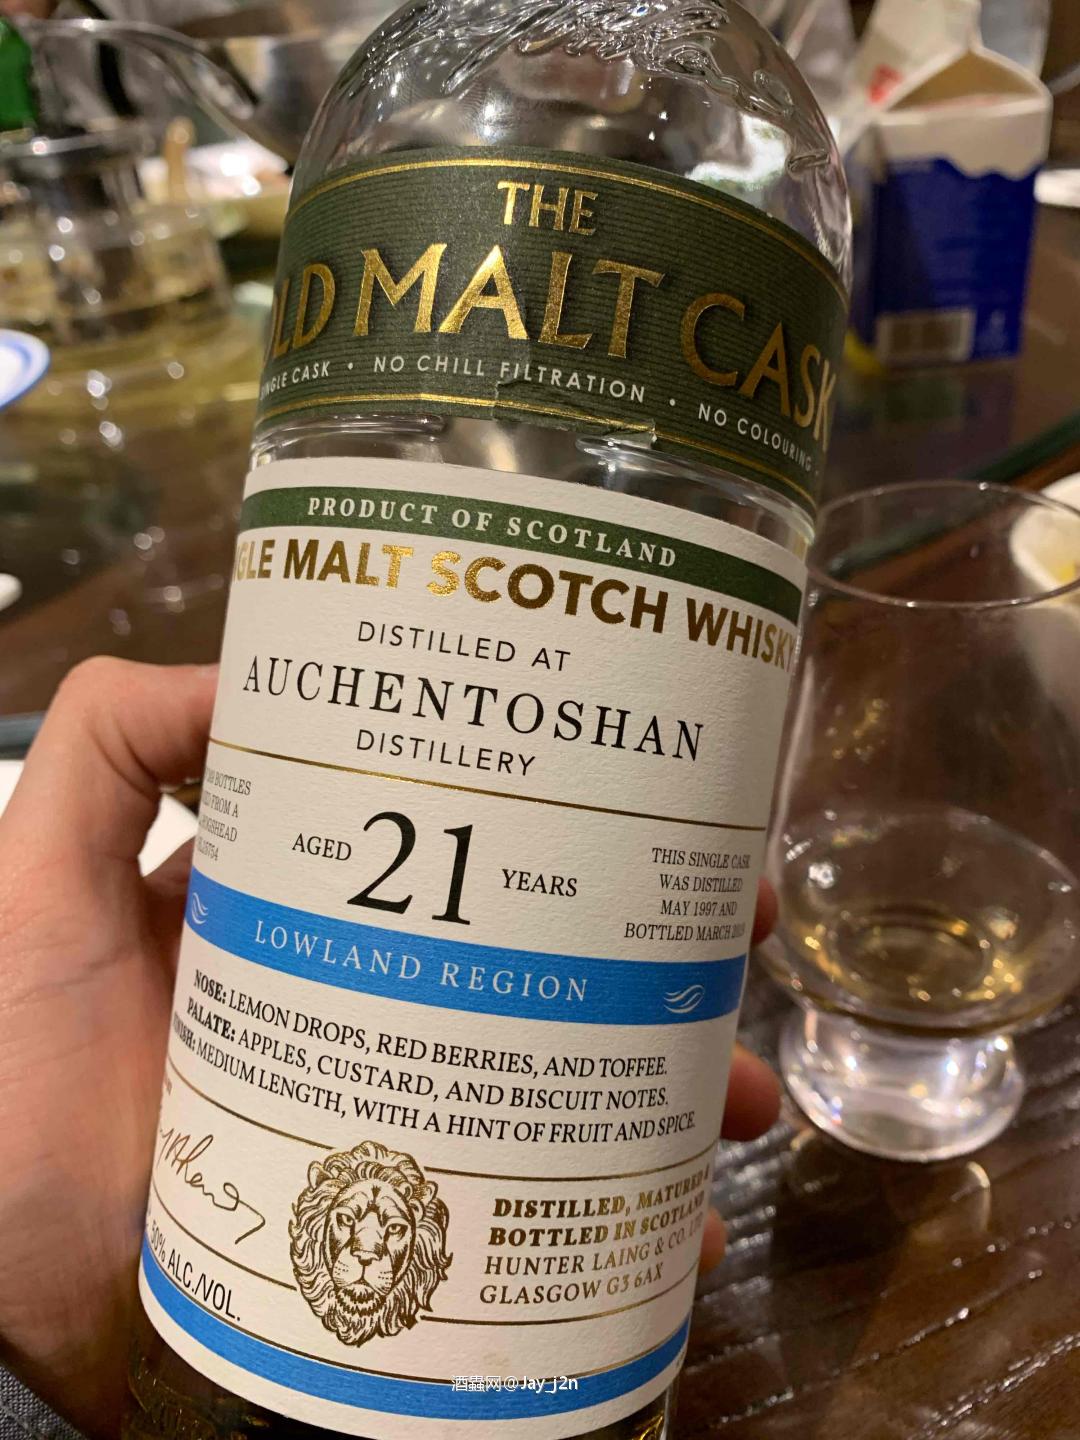 THE
OLD MALT CASK
SINGLE CASK • NO CHILL FILTRATION • NO COLOURING
PRODUCT OF SCOTLAND
GLE MALT SCOTCH WHISKY
DISTILLED AT
AUCHENTOSHAN
DISTILLERY
BOTTLES
FROM A
HOGSHEAD
AGED 21 YEARS
THIS SINGLE CASK
WAS DISTILLED
MAY 1997 AND
BOTTLED MARCH
LOWLAND REGION
NOSE: LEMON DROPS, RED BERRIES, AND TOFFEE.
PALATE: APPLES, CUSTARD, AND BISCUIT NOTES.
FINISH: MEDIUM LENGTH, WITH A HINT OF FRUIT AND SPICE.
DISTILLED, MATURED &
BOTTLED IN SCOTLAND
HUNTER LAING & CO. LTD
GLASGOW G3 6AX
50% ALC./VOL.
酒蟲网@Jay_j2n